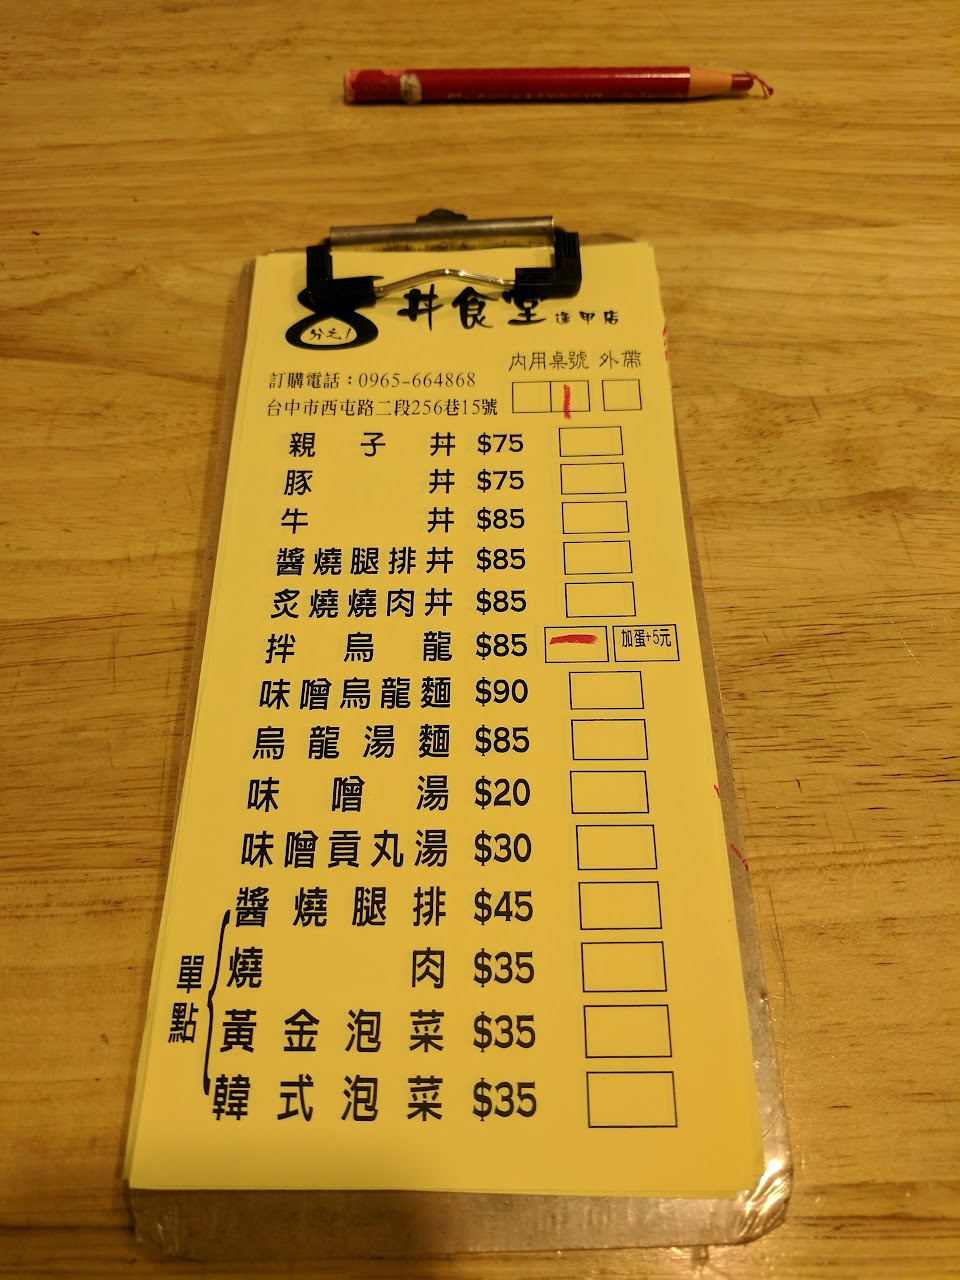 8分之1 丼食堂 逢甲店
內用桌號 外帶
訂購電話：0965-664868
台中市西屯路二段256巷15號
親子丼 $75
豚丼 $75
牛丼 $85
醬燒腿排丼 $85
炙燒燒肉丼 $85
拌烏龍 $85 加蛋+5元
味噌烏龍麵 $90
烏龍湯麵 $85
味噌湯 $20
味噌貢丸湯 $30
單點
醬燒腿排 $45
燒肉 $35
黃金泡菜 $35
韓式泡菜 $35